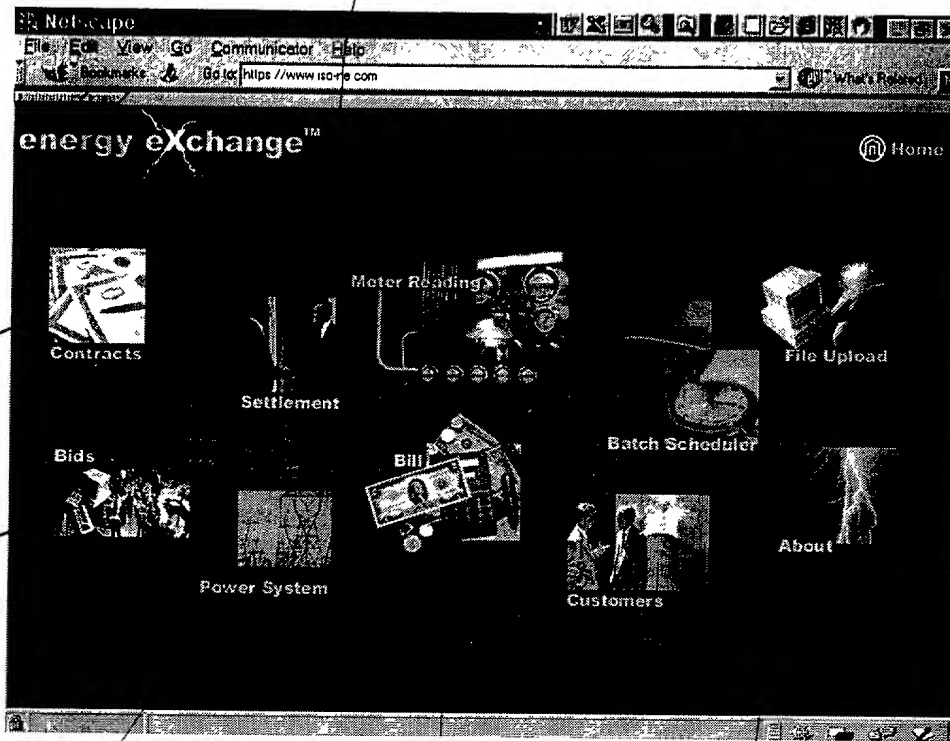 Netscape
File Edit View Go Communicator Help
Bookmarks Go to: https://www iso-ne com What's Related
energy eXchange™
Home
Contracts
Settlement
Meter Reading
File Upload
Batch Scheduler
Bids
Power System
Bill
Customers
About